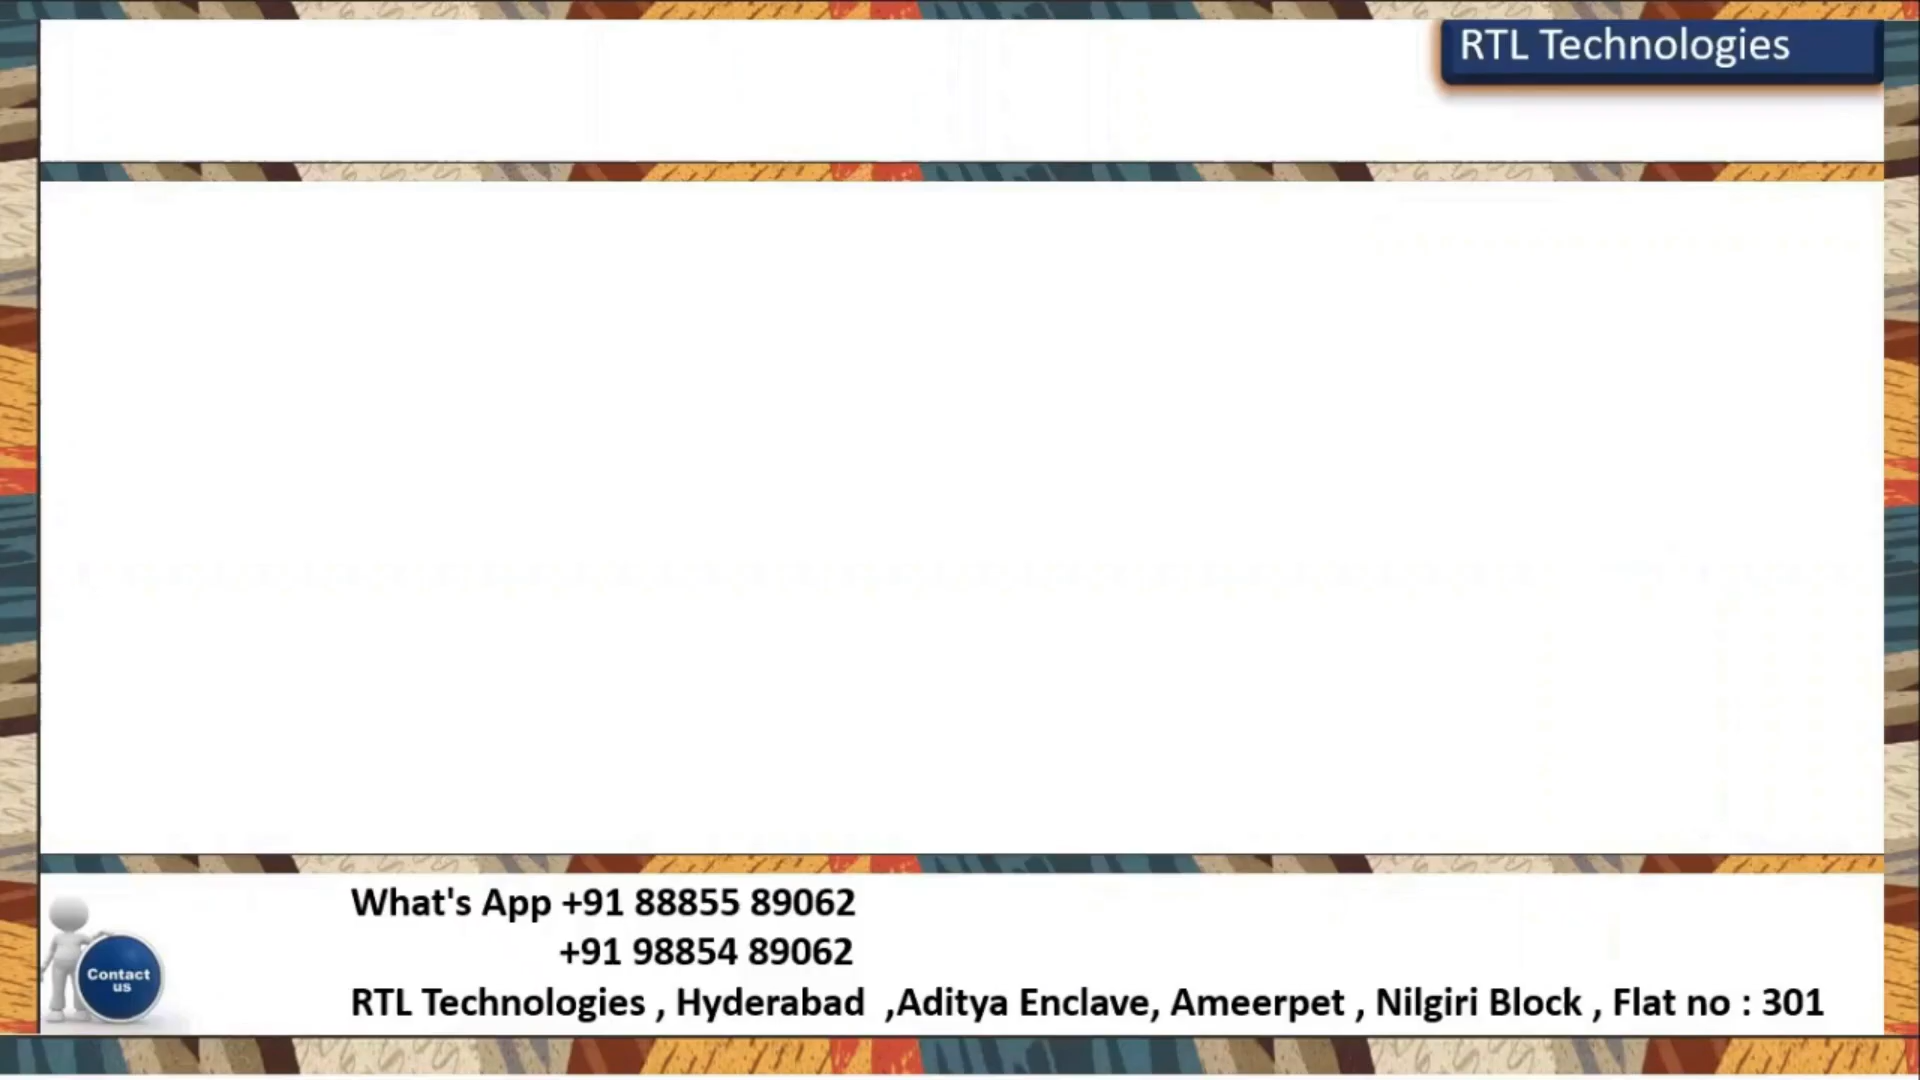 RTL Technologies
What's App +91 88855 89062
+91 98854 89062
Contact
us
RTL Technologies , Hyderabad ,Aditya Enclave, Ameerpet , Nilgiri Block , Flat no : 301